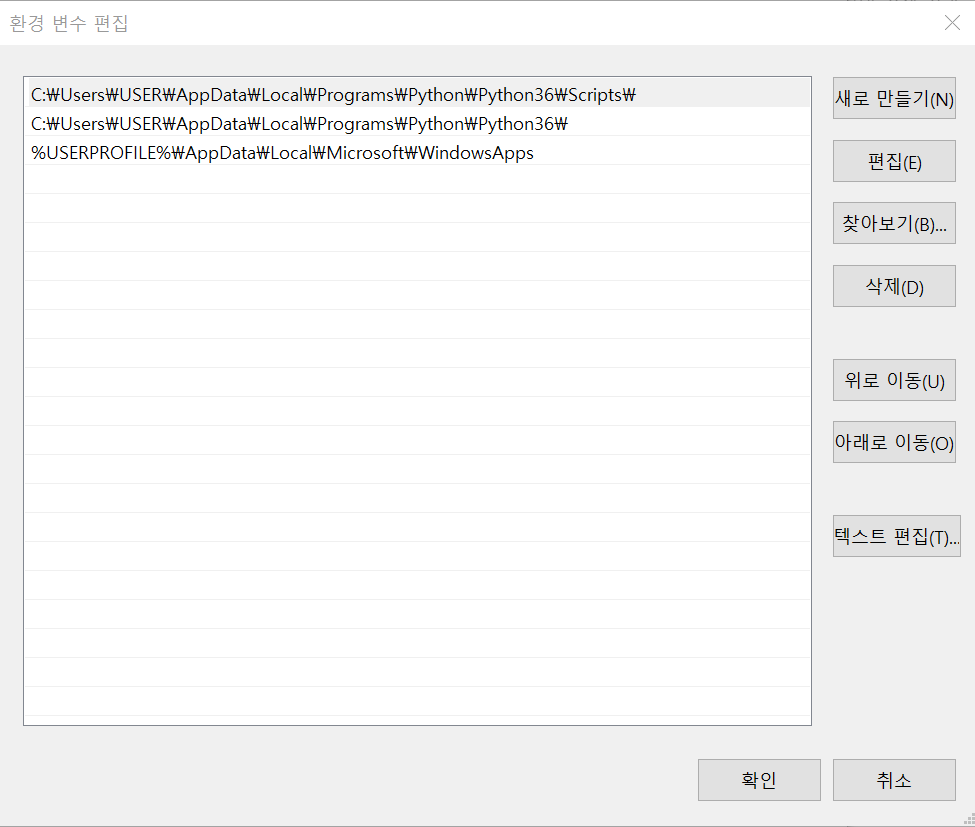 환경 변수 편집
C:₩Users₩USER₩AppData₩Local₩Programs₩Python₩Python36₩Scripts₩
C:₩Users₩USER₩AppData₩Local₩Programs₩Python₩Python36₩
%USERPROFILE%₩AppData₩Local₩Microsoft₩WindowsApps
새로 만들기(N)
편집(E)
찾아보기(B)...
삭제(D)
위로 이동(U)
아래로 이동(O)
텍스트 편집(T)...
확인
취소